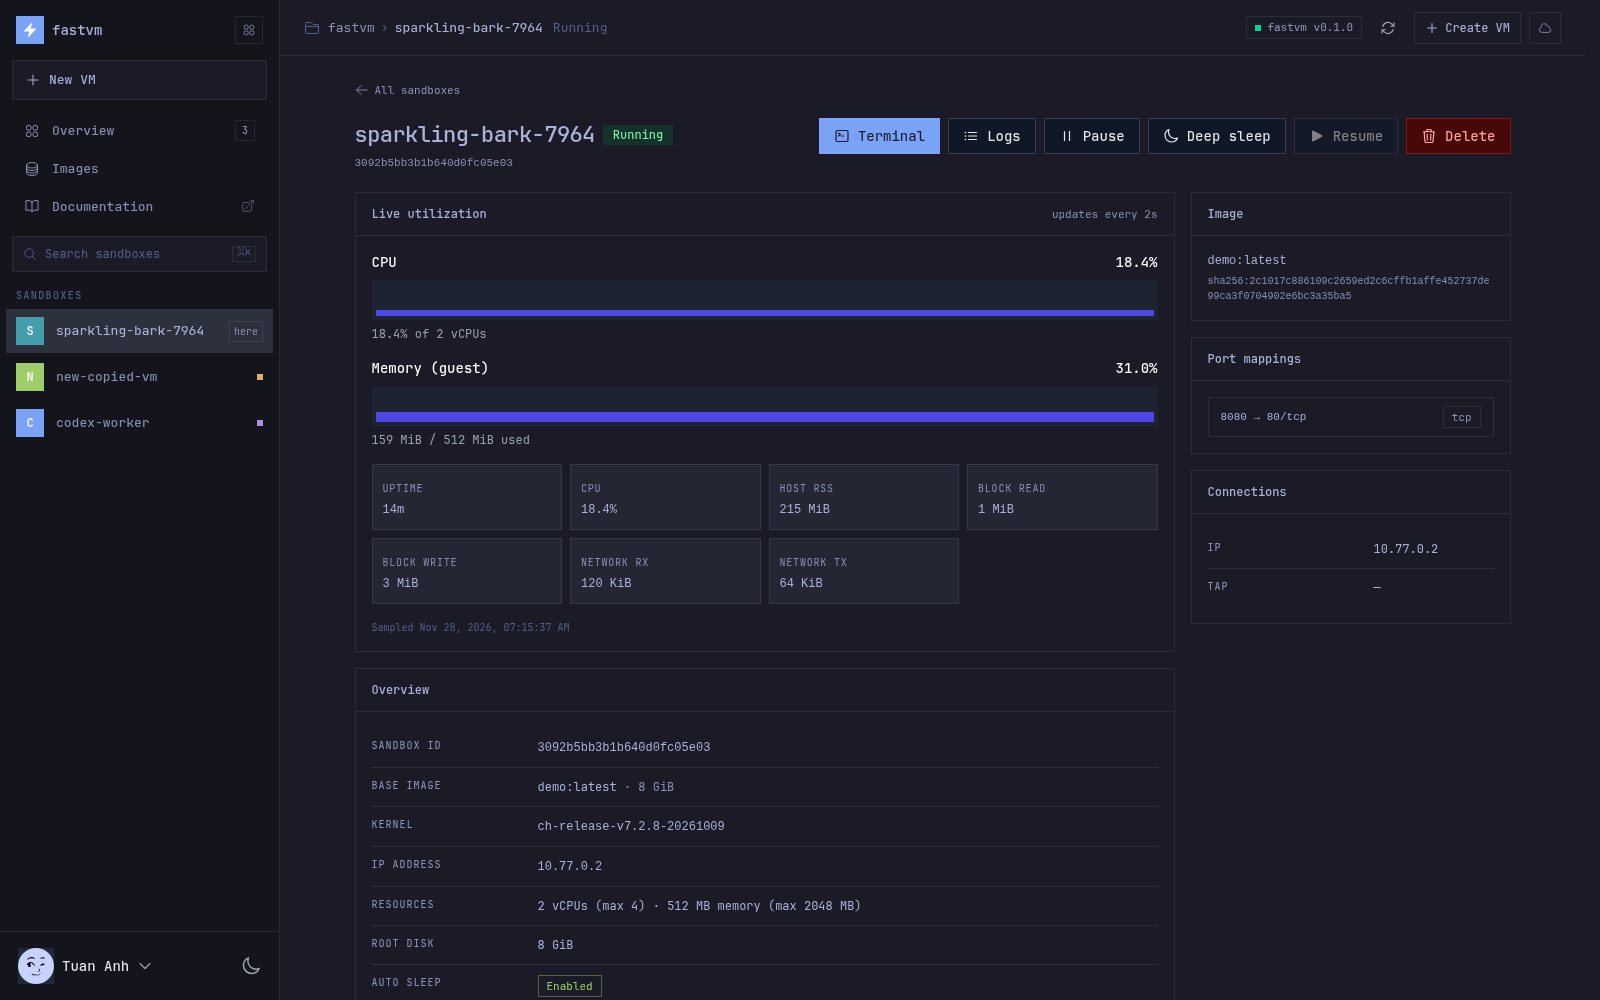 fastvm
New VM
Overview 3
Images
Documentation
Search sandboxes ⌘K
SANDBOXES
S sparkling-bark-7964 here
N new-copied-vm
C codex-worker
Tuan Anh
fastvm › sparkling-bark-7964 Running
fastvm v0.1.0
Create VM
← All sandboxes
sparkling-bark-7964 Running
3092b5bb3b1b640d0fc05e03
Terminal
Logs
Pause
Deep sleep
Resume
Delete
Live utilization updates every 2s
CPU 18.4%
18.4% of 2 vCPUs
Memory (guest) 31.0%
159 MiB / 512 MiB used
UPTIME
14m
CPU
18.4%
HOST RSS
215 MiB
BLOCK READ
1 MiB
BLOCK WRITE
3 MiB
NETWORK RX
120 KiB
NETWORK TX
64 KiB
Sampled Nov 28, 2026, 07:15:37 AM
Overview
SANDBOX ID 3092b5bb3b1b640d0fc05e03
BASE IMAGE demo:latest · 8 GiB
KERNEL ch-release-v7.2.8-20261009
IP ADDRESS 10.77.0.2
RESOURCES 2 vCPUs (max 4) · 512 MB memory (max 2048 MB)
ROOT DISK 8 GiB
AUTO SLEEP Enabled
Image
demo:latest
sha256:2c1017c886109c2659ed2c6cffb1affe452737de
99ca3f0704902e6bc3a35ba5
Port mappings
8080 → 80/tcp tcp
Connections
IP 10.77.0.2
TAP —